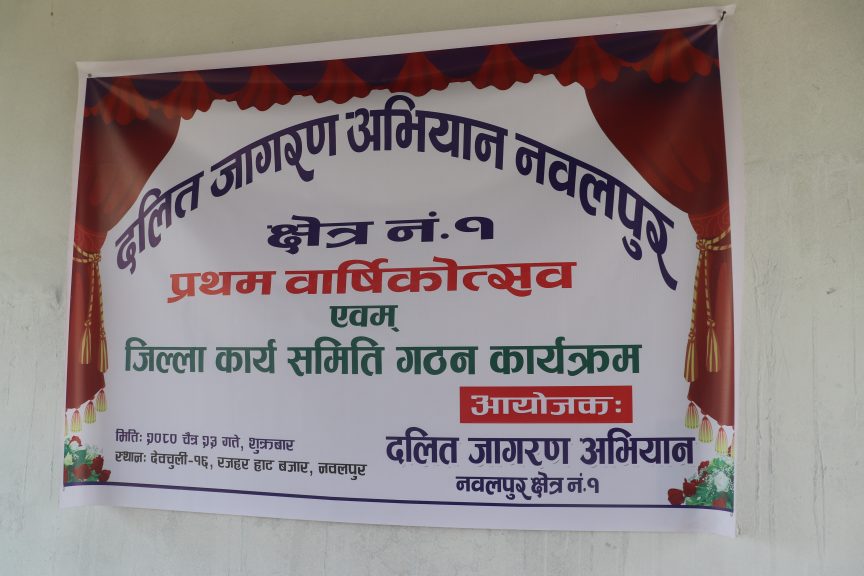 दलित जागरण अभियान नवलपुर
क्षेत्र नं.१
प्रथम वार्षिकोत्सव
एवम्
जिल्ला कार्य समिति गठन कार्यक्रम
आयोजकः
मितिः २०८० चैत्र २३ गते, शुक्रबार
स्थानः देवचुली-१६, रजहर हाट बजार, नवलपुर
दलित जागरण अभियान
नवलपुर क्षेत्र नं.१